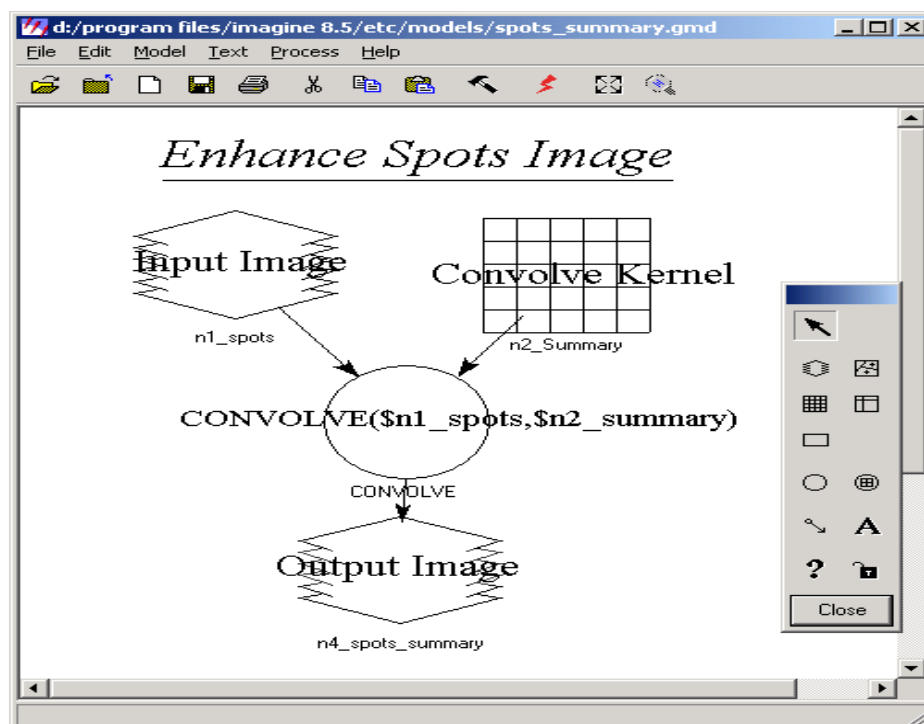 d:/program files/imagine 8.5/etc/models/spots_summary.gmd
File Edit Model Text Process Help
Enhance Spots Image
Input Image
Convolve Kernel
n1_spots
n2_Summary
CONVOLVE($n1_spots,$n2_summary)
CONVOLVE
Output Image
n4_spots_summary
A
?
Close